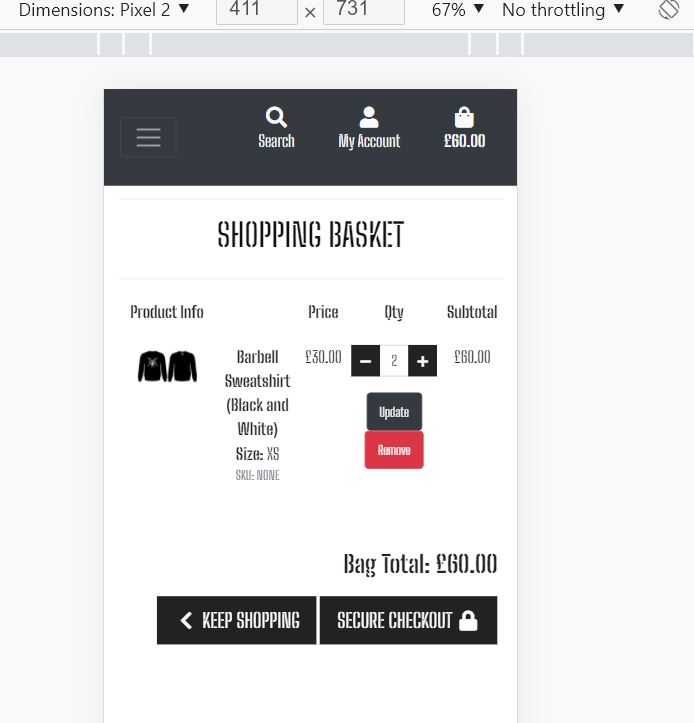 Dimensions: Pixel 2 ▼ 411 × 731 67% ▼ No throttling ▼
Search My Account £60.00
SHOPPING BASKET
Product Info Price Qty Subtotal
Barbell £30.00 − 2 + £60.00
Sweatshirt
(Black and
White)
Size: XS
SKU: NONE
Update
Remove
Bag Total: £60.00
KEEP SHOPPING SECURE CHECKOUT